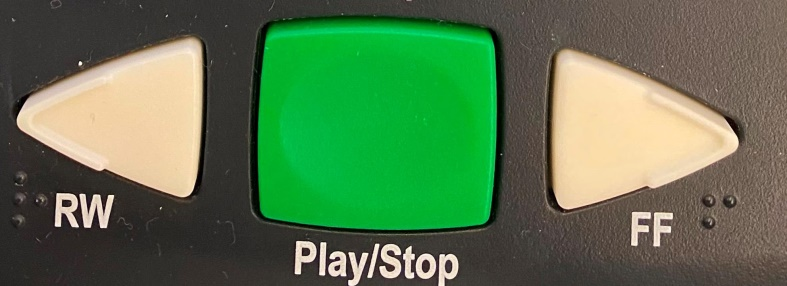 ⠗ RW
Play/Stop
FF ⠋